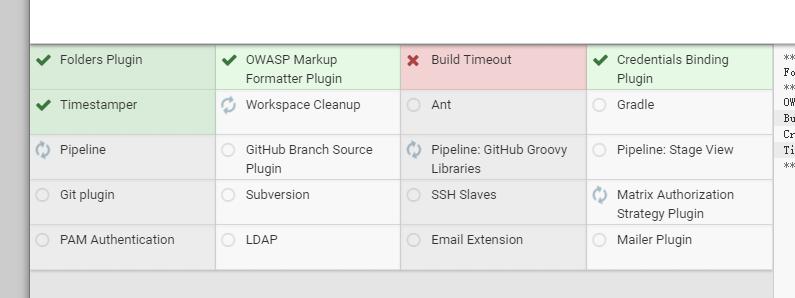 Folders Plugin
OWASP Markup
Formatter Plugin
Build Timeout
Credentials Binding
Plugin
Timestamper
Workspace Cleanup
Ant
Gradle
Pipeline
GitHub Branch Source
Plugin
Pipeline: GitHub Groovy
Libraries
Pipeline: Stage View
Git plugin
Subversion
SSH Slaves
Matrix Authorization
Strategy Plugin
PAM Authentication
LDAP
Email Extension
Mailer Plugin
**
Fo
**
OW
Bu
Cr
Ti
**